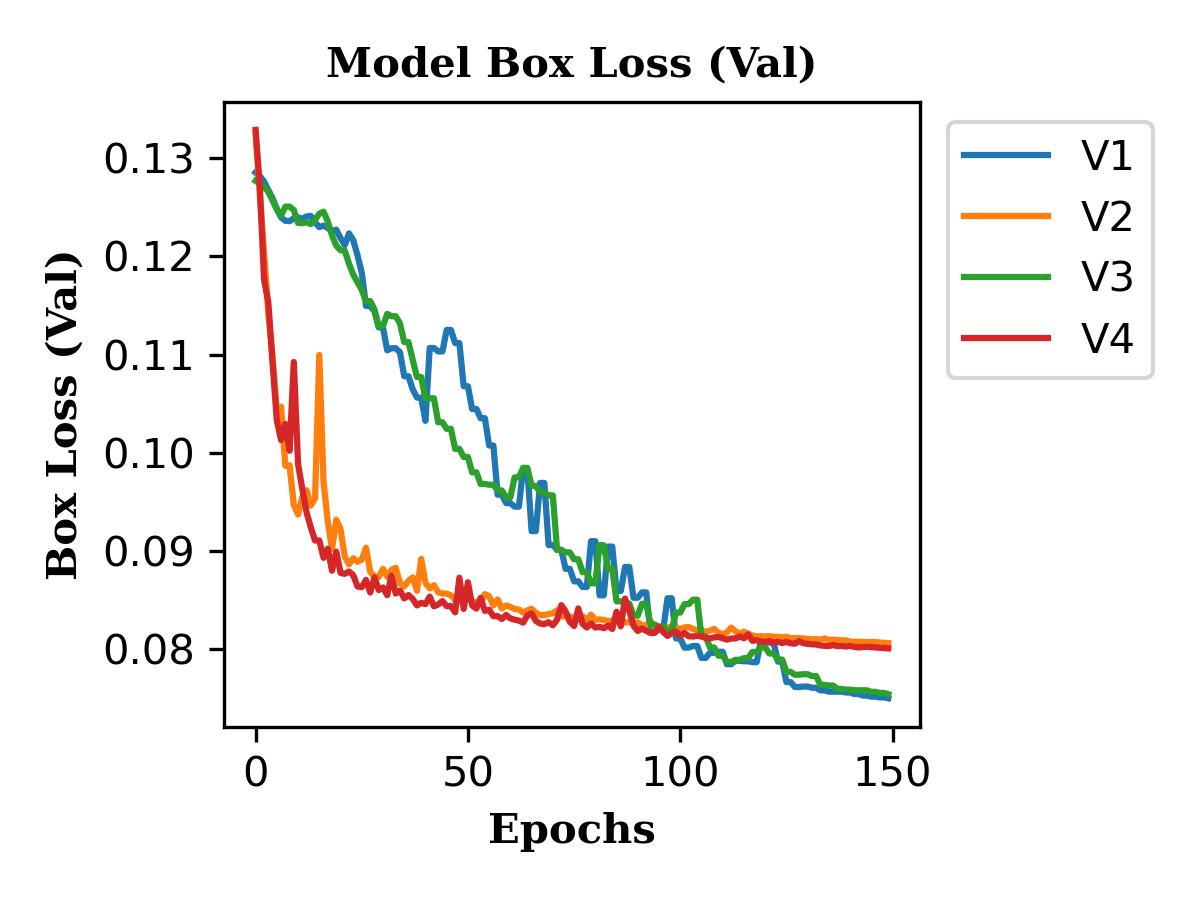 Model Box Loss (Val)
0.13
0.12
0.11
0.10
0.09
0.08
Box Loss (Val)
0
50
100
150
Epochs
V1
V2
V3
V4